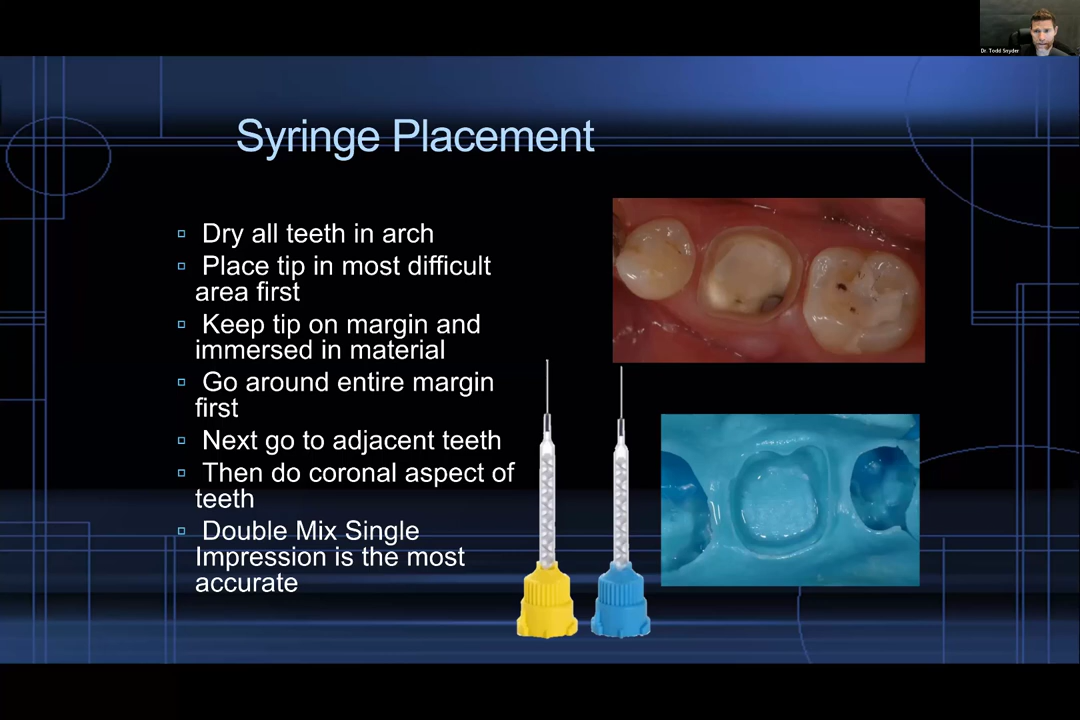 Dr. Todd Snyder
Syringe Placement
Dry all teeth in arch
Place tip in most difficult
area first
Keep tip on margin and
immersed in material
Go around entire margin
first
Next go to adjacent teeth
Then do coronal aspect of
teeth
Double Mix Single
Impression is the most
accurate